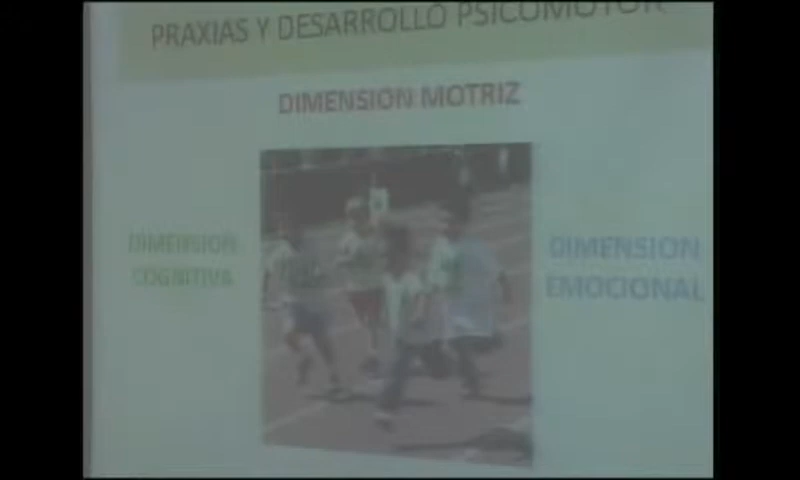 PRAXIAS Y DESARROLLO PSICOMOTOR
DIMENSION MOTRIZ
DIMENSION
COGNITIVA
DIMENSION
EMOCIONAL